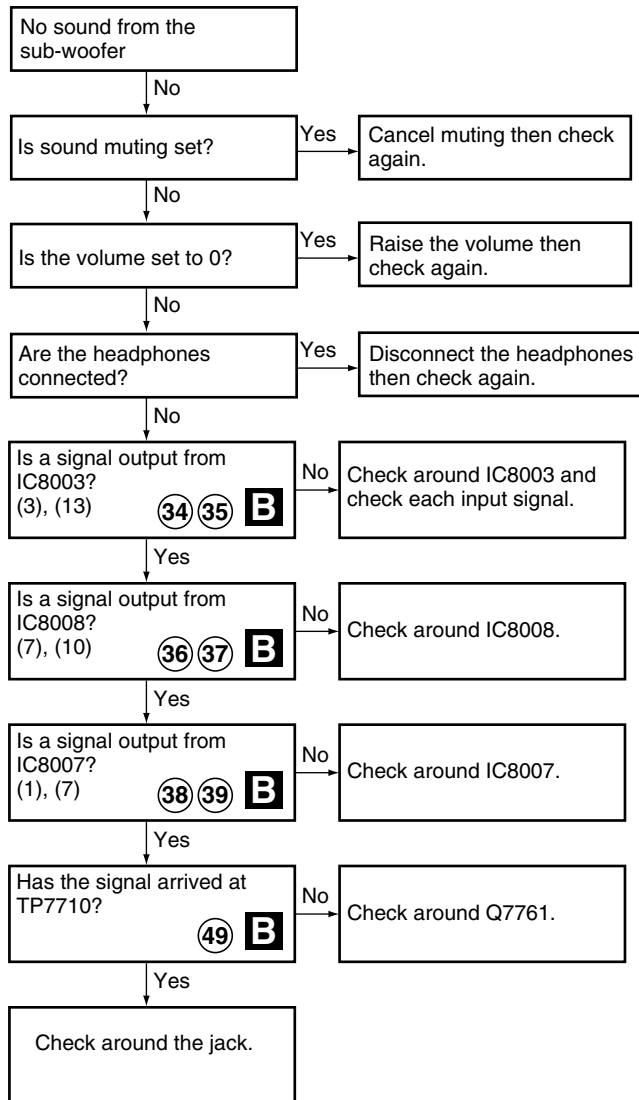 No sound from the
sub-woofer
No
Is sound muting set?
Yes
Cancel muting then check
again.
No
Is the volume set to 0?
Yes
Raise the volume then
check again.
No
Are the headphones
connected?
Yes
Disconnect the headphones
then check again.
No
Is a signal output from
IC8003?
(3), (13)
34 35 B
No
Check around IC8003 and
check each input signal.
Yes
Is a signal output from
IC8008?
(7), (10)
36 37 B
No
Check around IC8008.
Yes
Is a signal output from
IC8007?
(1), (7)
38 39 B
No
Check around IC8007.
Yes
Has the signal arrived at
TP7710?
49 B
No
Check around Q7761.
Yes
Check around the jack.